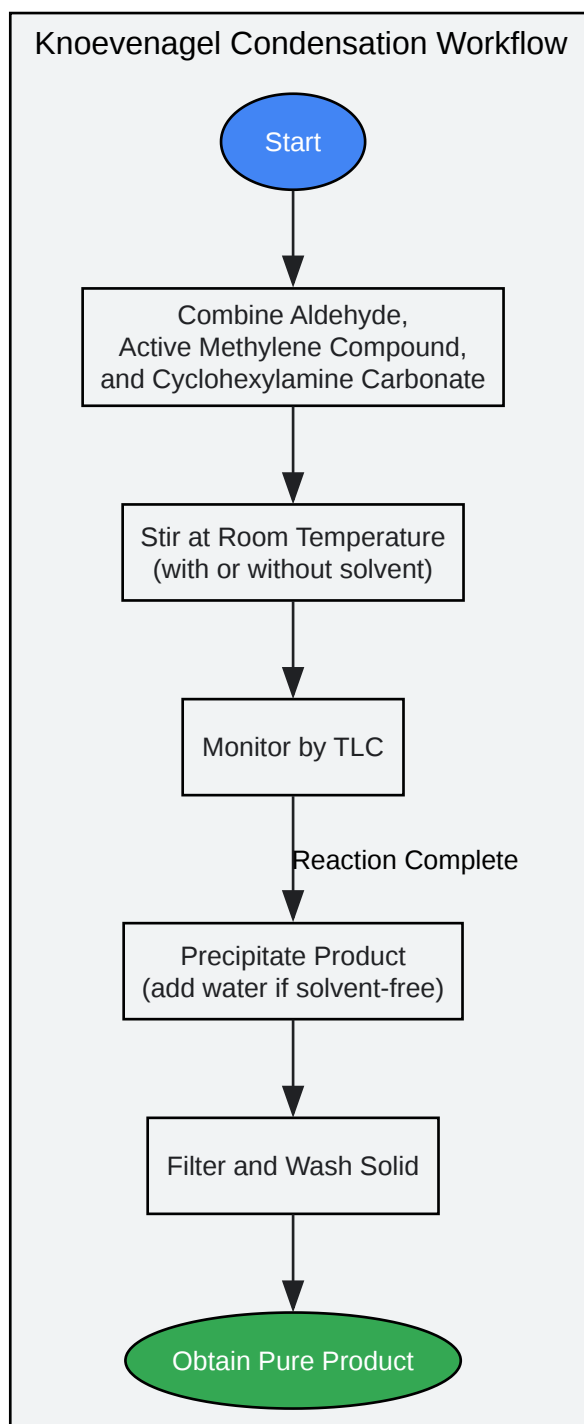 Knoevenagel Condensation Workflow
Start
Combine Aldehyde,
Active Methylene Compound,
and Cyclohexylamine Carbonate
Stir at Room Temperature
(with or without solvent)
Monitor by TLC
Reaction Complete
Precipitate Product
(add water if solvent-free)
Filter and Wash Solid
Obtain Pure Product